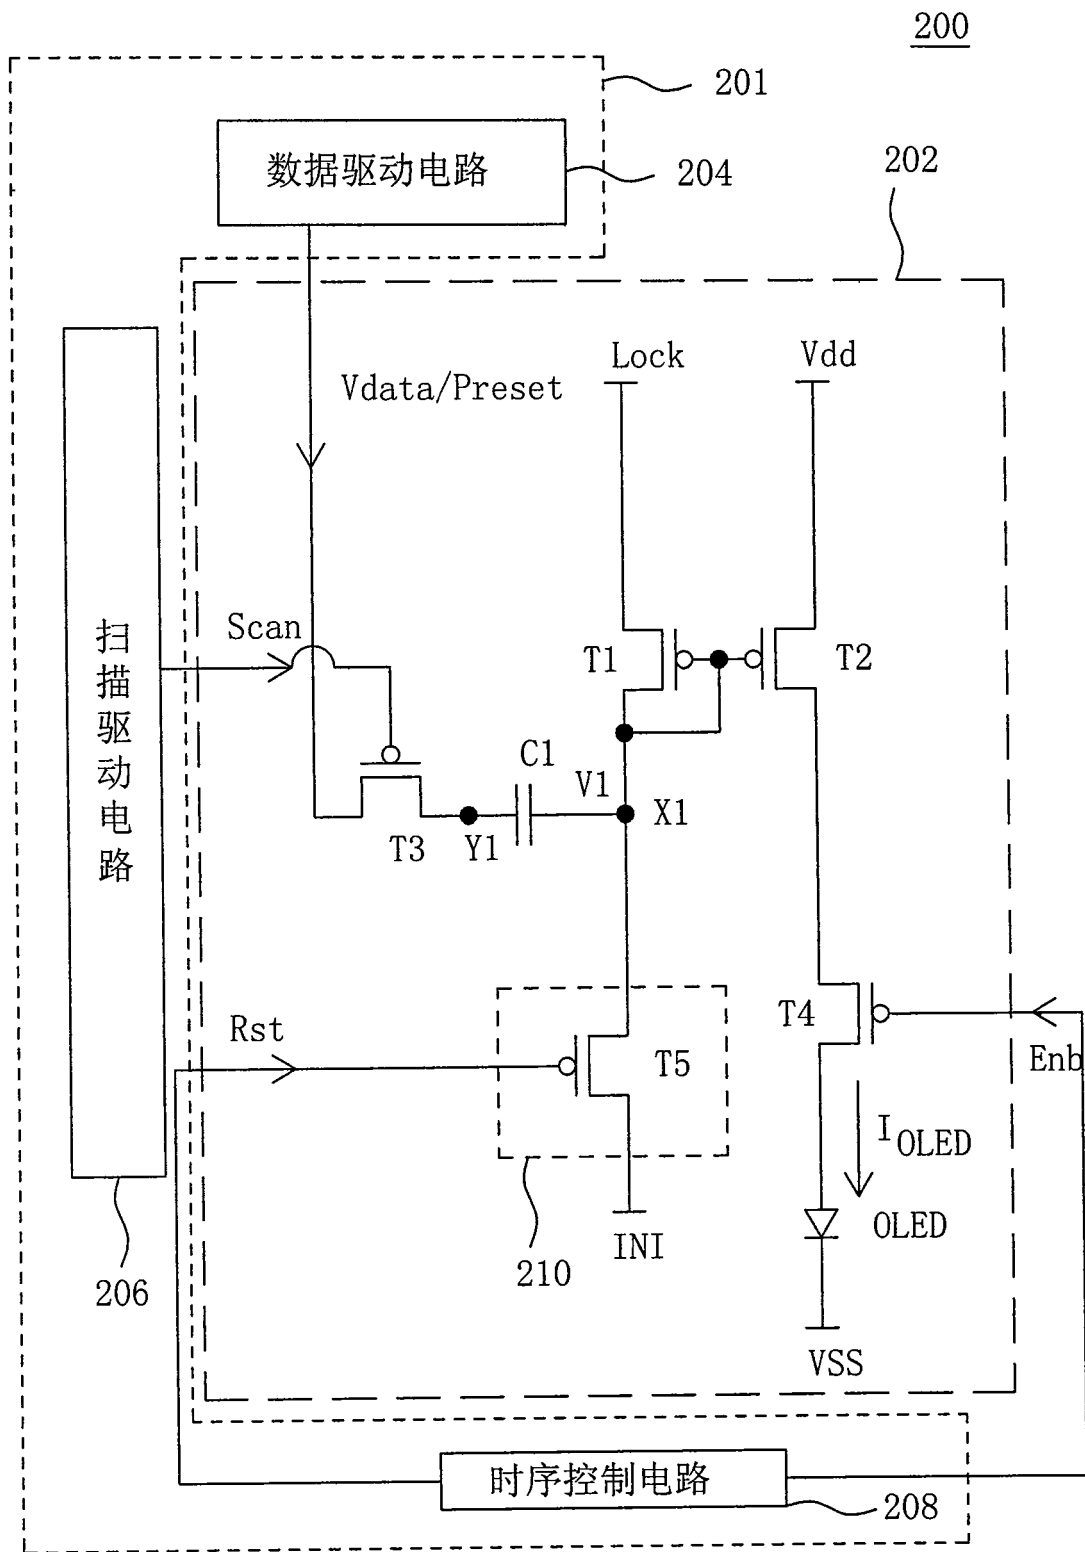 200
201
数据驱动电路
204
202
Lock
Vdd
Vdata/Preset
扫描驱动电路
Scan
T1
T2
C1
V1
X1
T3
Y1
T4
Rst
T5
Enb
I OLED
OLED
INI
210
206
VSS
时序控制电路
208